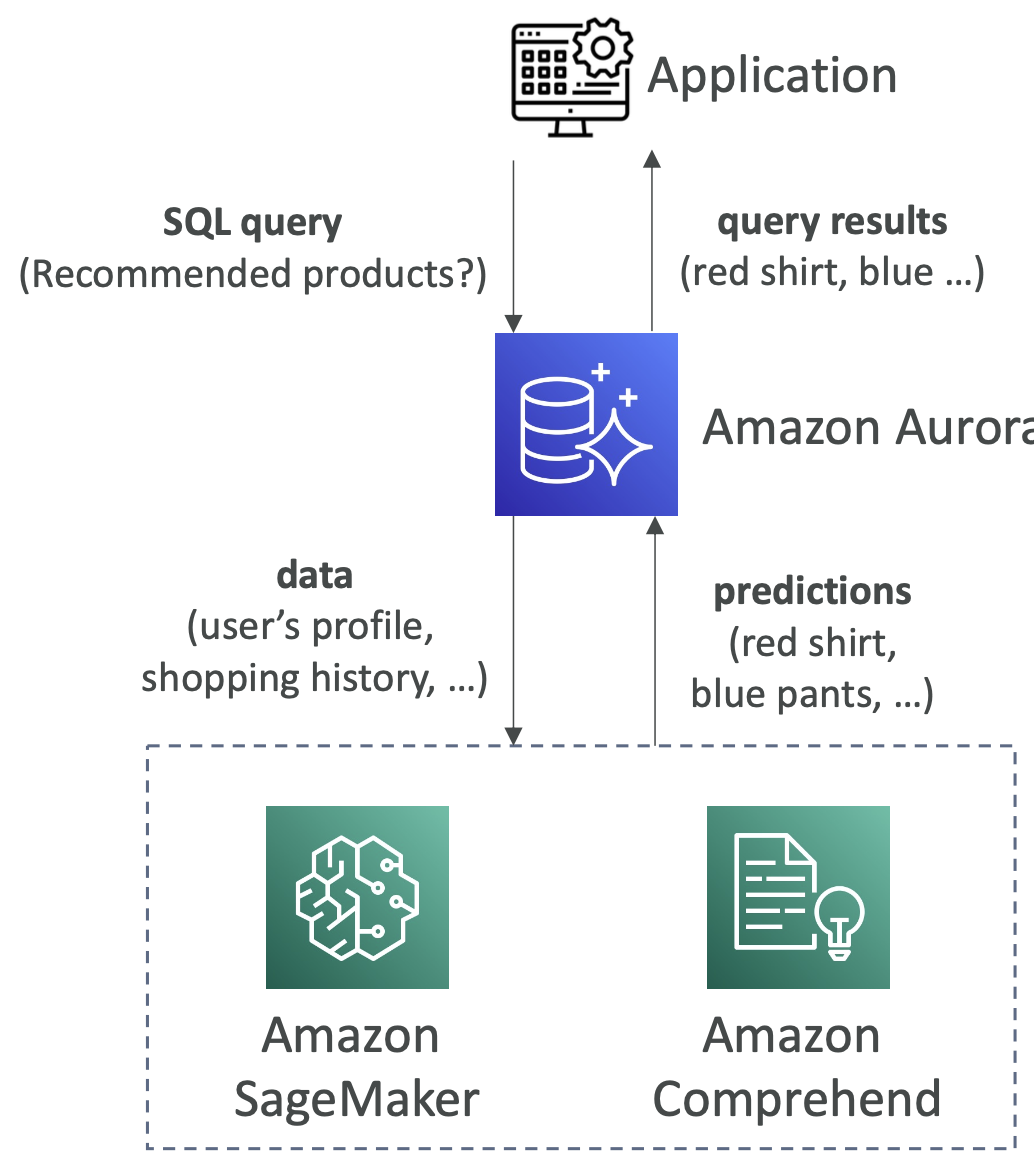 Application
SQL query
(Recommended products?)
query results
(red shirt, blue …)
Amazon Aurora
data
(user’s profile,
shopping history, …)
predictions
(red shirt,
blue pants, …)
Amazon
SageMaker
Amazon
Comprehend